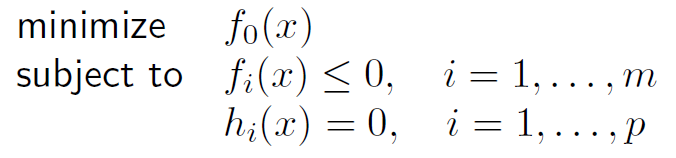 minimize f₀(x)
subject to fᵢ(x) ≤ 0, i = 1, . . . , m
hᵢ(x) = 0, i = 1, . . . , p